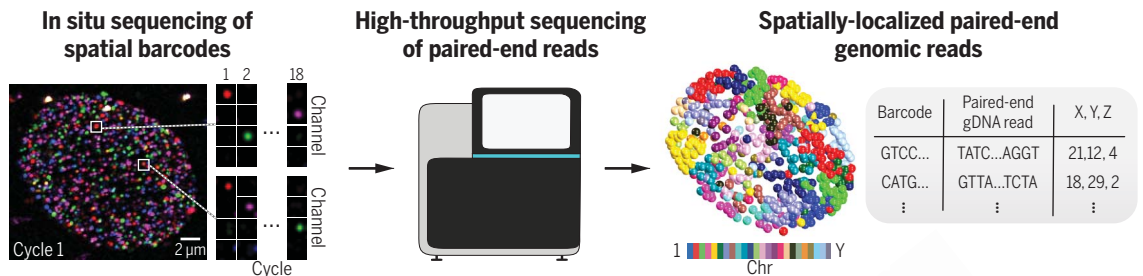 In situ sequencing of
spatial barcodes
High-throughput sequencing
of paired-end reads
Spatially-localized paired-end
genomic reads
1 2 18
Channel
...
Channel
...
Cycle 1
2 µm
Cycle
1 Y
Chr
Barcode Paired-end gDNA read X, Y, Z
GTCC... TATC...AGGT 21,12, 4
CATG... GTTA...TCTA 18, 29, 2
⋮ ⋮ ⋮